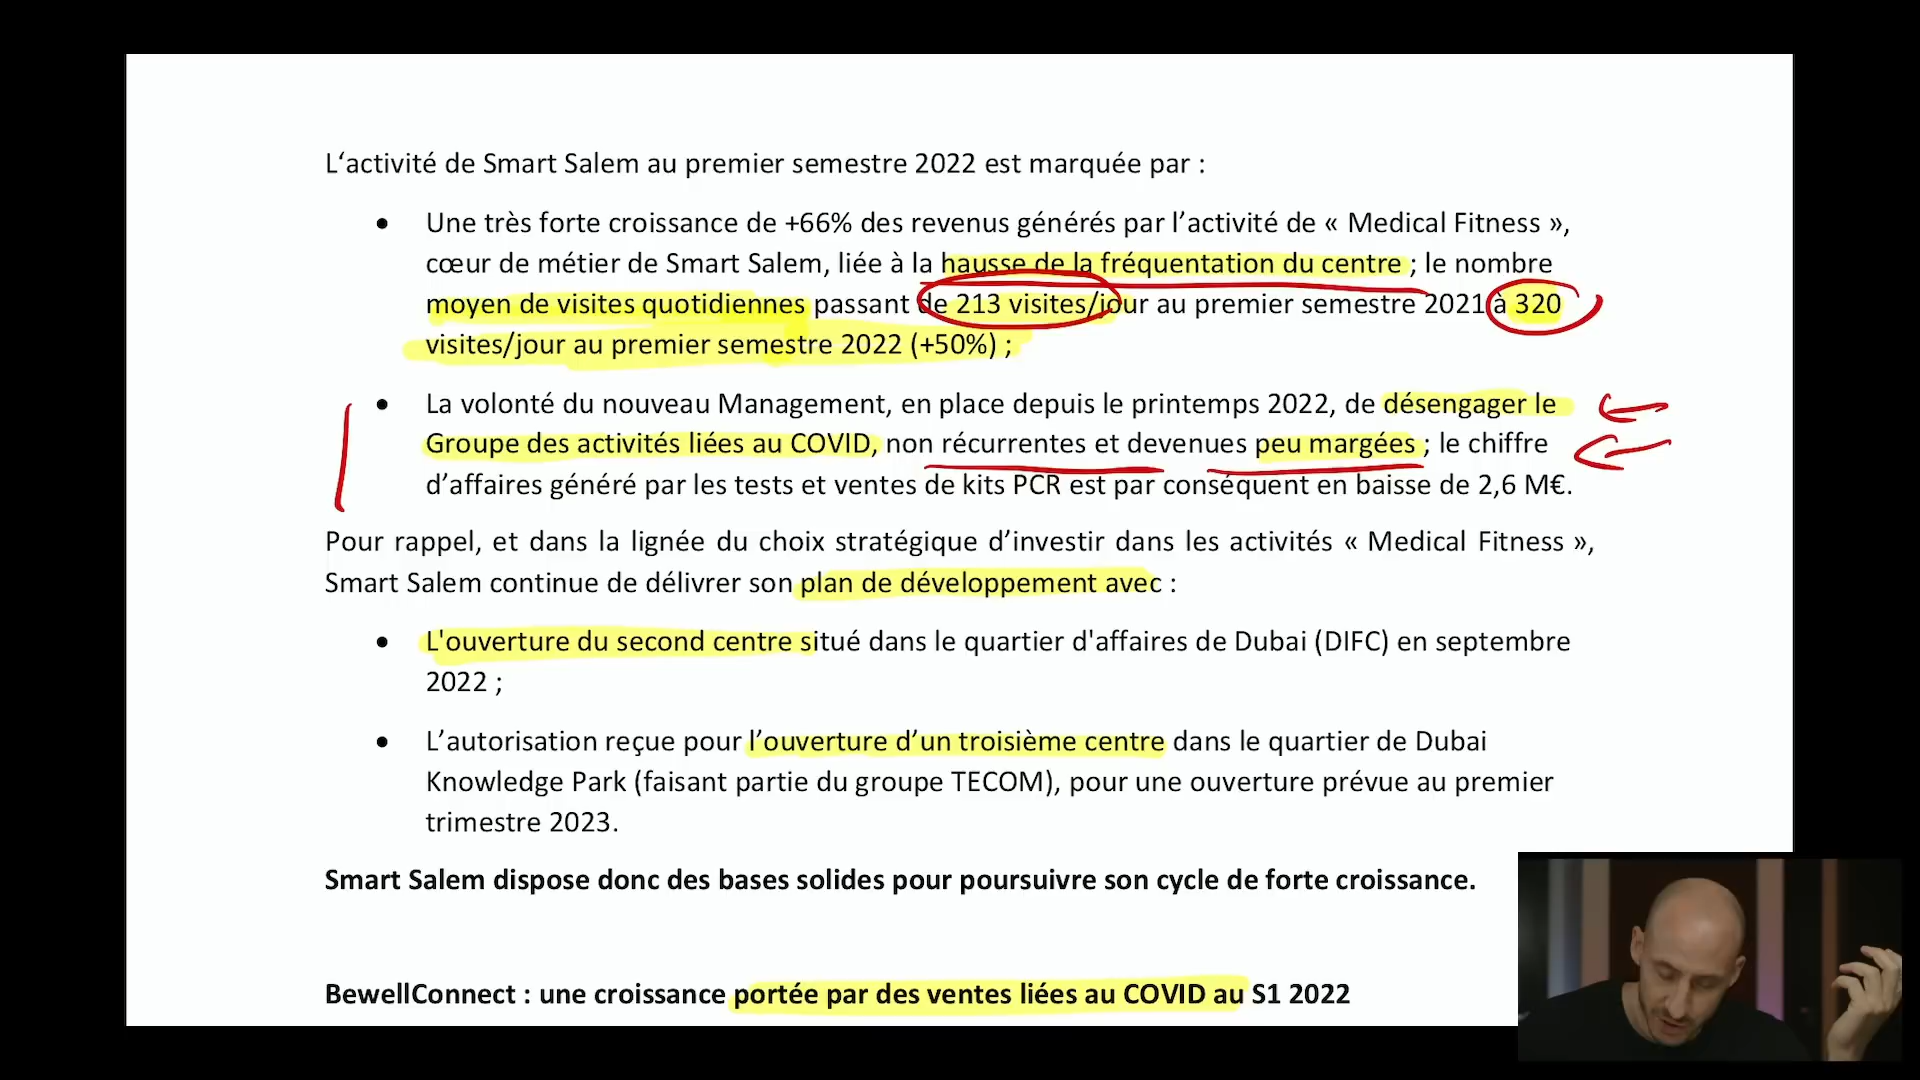 L‘activité de Smart Salem au premier semestre 2022 est marquée par :
• Une très forte croissance de +66% des revenus générés par l’activité de « Medical Fitness »,
cœur de métier de Smart Salem, liée à la hausse de la fréquentation du centre ; le nombre
moyen de visites quotidiennes passant de 213 visites/jour au premier semestre 2021 à 320
visites/jour au premier semestre 2022 (+50%) ;
• La volonté du nouveau Management, en place depuis le printemps 2022, de désengager le
Groupe des activités liées au COVID, non récurrentes et devenues peu margées ; le chiffre
d’affaires généré par les tests et ventes de kits PCR est par conséquent en baisse de 2,6 M€.
Pour rappel, et dans la lignée du choix stratégique d’investir dans les activités « Medical Fitness »,
Smart Salem continue de délivrer son plan de développement avec :
• L'ouverture du second centre situé dans le quartier d'affaires de Dubai (DIFC) en septembre
2022 ;
• L’autorisation reçue pour l’ouverture d’un troisième centre dans le quartier de Dubai
Knowledge Park (faisant partie du groupe TECOM), pour une ouverture prévue au premier
trimestre 2023.
Smart Salem dispose donc des bases solides pour poursuivre son cycle de forte croissance.
BewellConnect : une croissance portée par des ventes liées au COVID au S1 2022